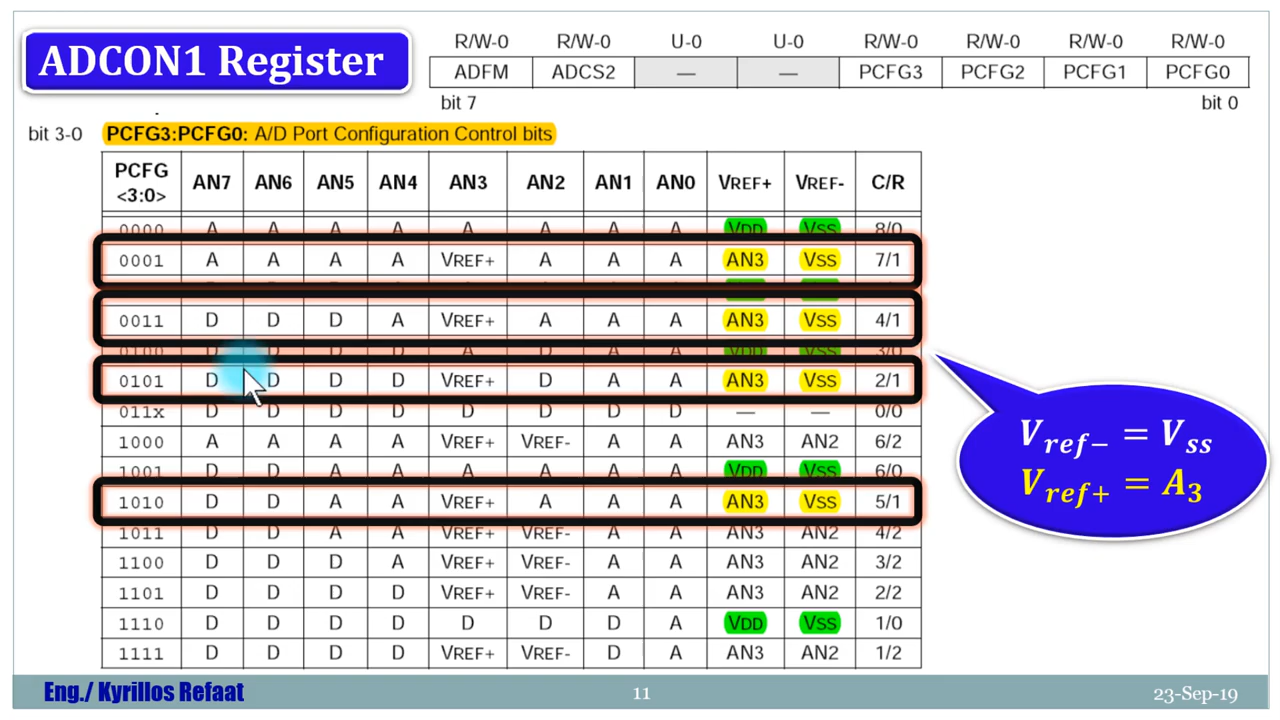 ADCON1 Register
R/W-0 R/W-0 U-0 U-0 R/W-0 R/W-0 R/W-0 R/W-0
ADFM ADCS2 — — PCFG3 PCFG2 PCFG1 PCFG0
bit 7 bit 0
bit 3-0 PCFG3:PCFG0: A/D Port Configuration Control bits
PCFG <3:0> AN7 AN6 AN5 AN4 AN3 AN2 AN1 AN0 VREF+ VREF- C/R
0000 A A A A A A A A VDD VSS 8/0
0001 A A A A VREF+ A A A AN3 VSS 7/1
0011 D D D A VREF+ A A A AN3 VSS 4/1
0100 D D D D A D A A VDD VSS 3/0
0101 D D D D VREF+ D A A AN3 VSS 2/1
011x D D D D D D D D — — 0/0
1000 A A A A VREF+ VREF- A A AN3 AN2 6/2
1001 D D A A A A A A VDD VSS 6/0
1010 D D A A VREF+ A A A AN3 VSS 5/1
1011 D D A A VREF+ VREF- A A AN3 AN2 4/2
1100 D D D A VREF+ VREF- A A AN3 AN2 3/2
1101 D D D D VREF+ VREF- A A AN3 AN2 2/2
1110 D D D D D D D A VDD VSS 1/0
1111 D D D D VREF+ VREF- D A AN3 AN2 1/2
Vref− = Vss
Vref+ = A3
Eng./ Kyrillos Refaat 11 23-Sep-19